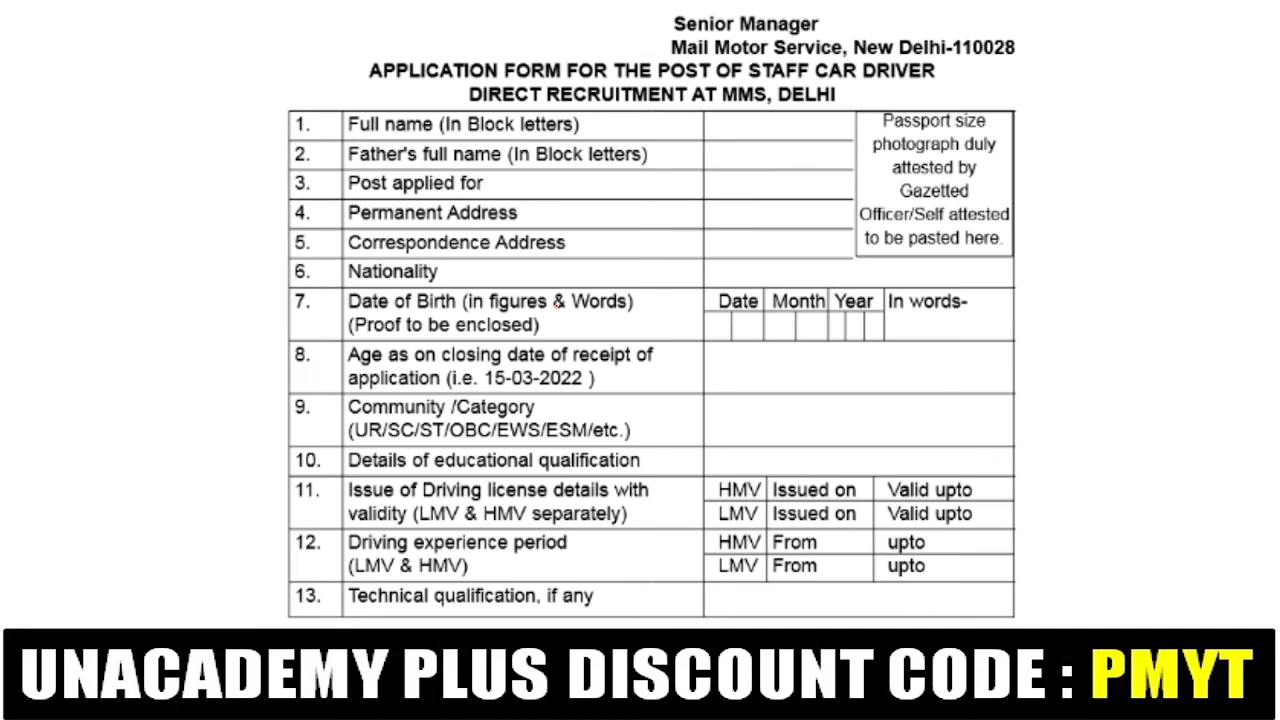 Senior Manager
Mail Motor Service, New Delhi-110028
APPLICATION FORM FOR THE POST OF STAFF CAR DRIVER
DIRECT RECRUITMENT AT MMS, DELHI
1. Full name (In Block letters)
2. Father's full name (In Block letters)
3. Post applied for
4. Permanent Address
5. Correspondence Address
Passport size
photograph duly
attested by
Gazetted
Officer/Self attested
to be pasted here.
6. Nationality
7. Date of Birth (in figures & Words) Date Month Year In words-
(Proof to be enclosed)
8. Age as on closing date of receipt of
application (i.e. 15-03-2022 )
9. Community /Category
(UR/SC/ST/OBC/EWS/ESM/etc.)
10. Details of educational qualification
11. Issue of Driving license details with HMV Issued on Valid upto
validity (LMV & HMV separately) LMV Issued on Valid upto
12. Driving experience period HMV From upto
(LMV & HMV) LMV From upto
13. Technical qualification, if any
UNACADEMY PLUS DISCOUNT CODE : PMYT